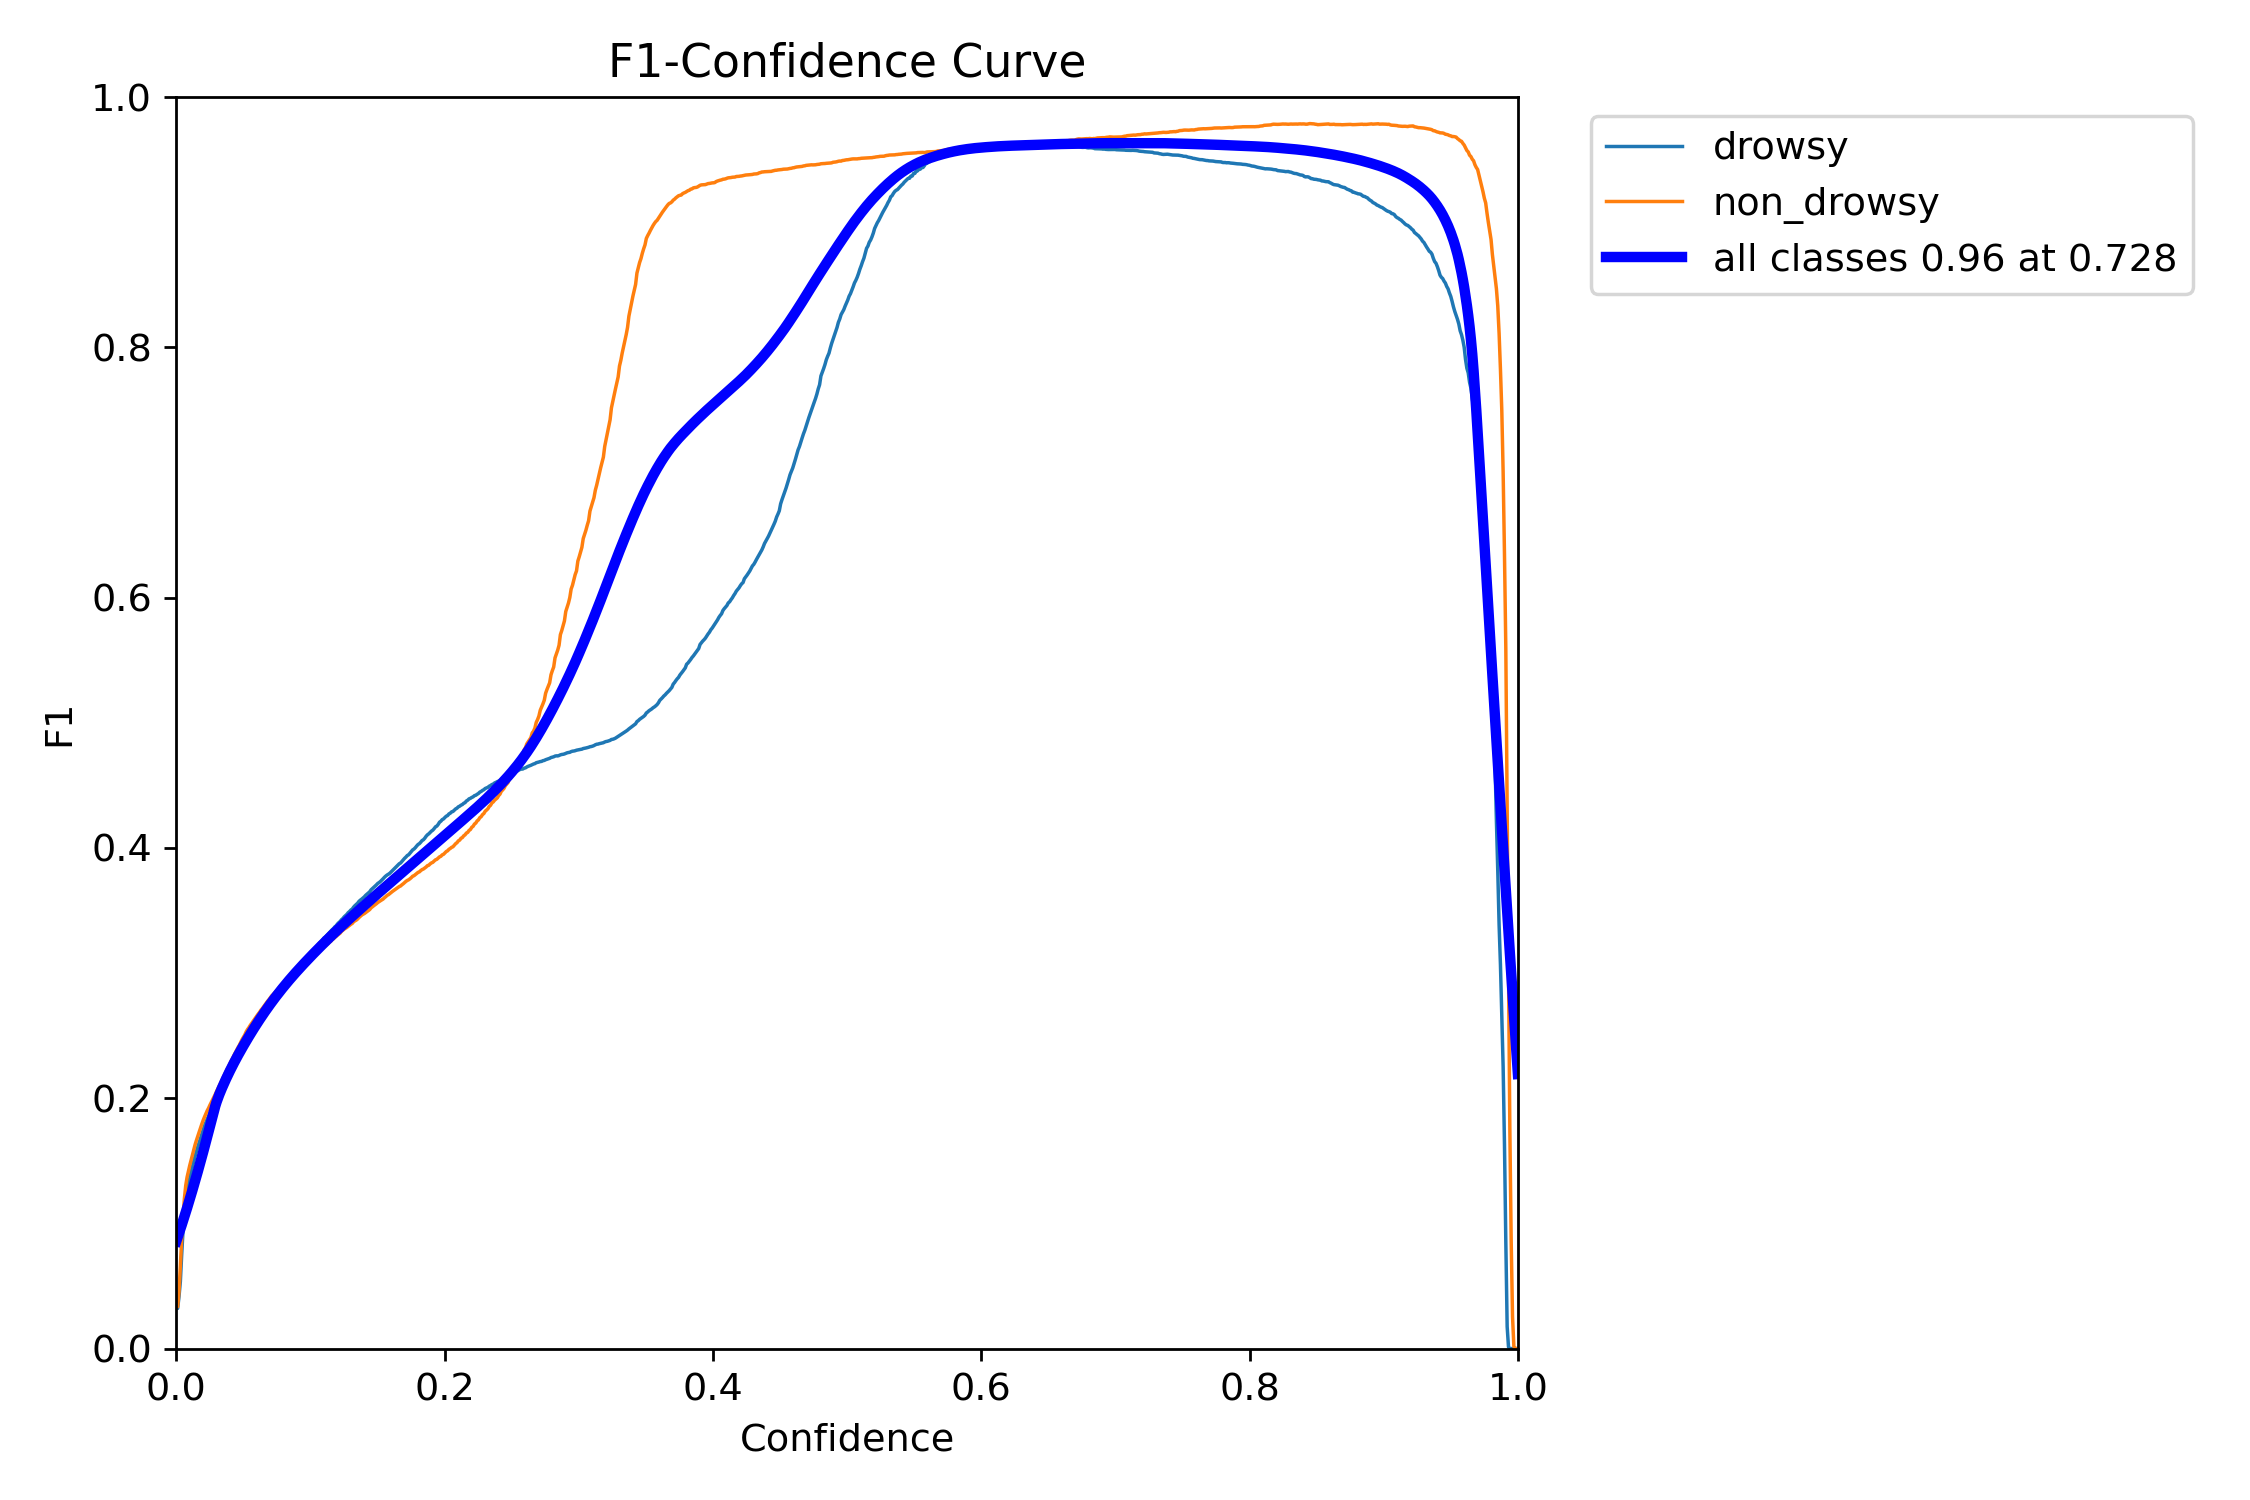 F1-Confidence Curve
1.0
0.8
0.6
0.4
0.2
0.0
F1
0.0 0.2 0.4 0.6 0.8 1.0
Confidence
drowsy
non_drowsy
all classes 0.96 at 0.728